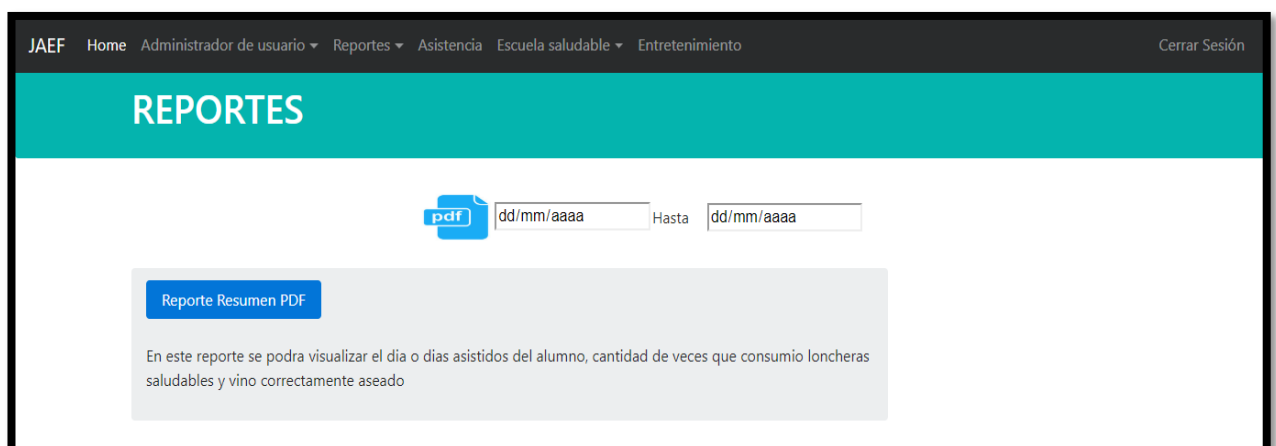 JAEF Home Administrador de usuario Reportes Asistencia Escuela saludable Entretenimiento Cerrar Sesión
REPORTES
pdf dd/mm/aaaa Hasta dd/mm/aaaa
Reporte Resumen PDF
En este reporte se podra visualizar el dia o dias asistidos del alumno, cantidad de veces que consumio loncheras
saludables y vino correctamente aseado